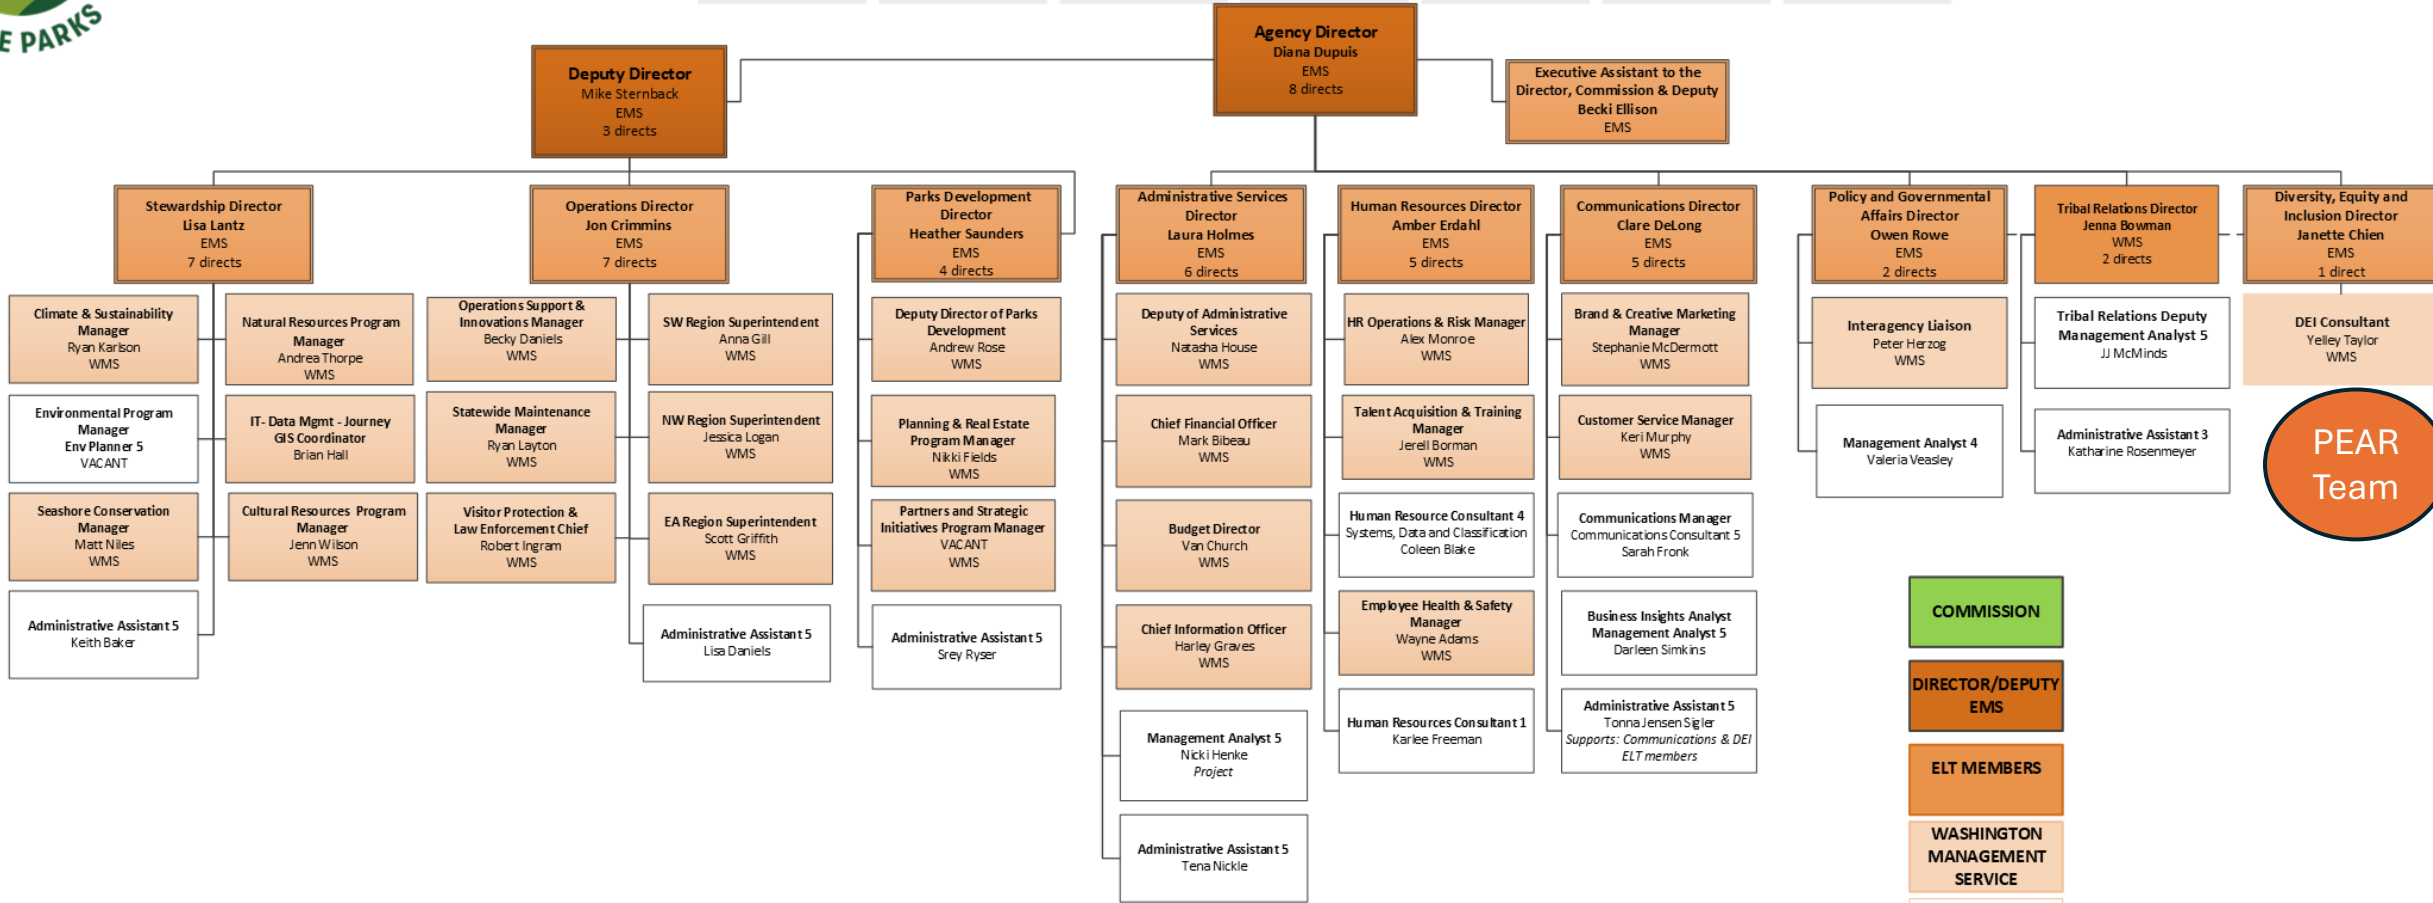 E PARKS
Agency Director
Diana Dupuis
EMS
8 directs
Deputy Director
Mike Sternback
EMS
3 directs
Executive Assistant to the
Director, Commission & Deputy
Becki Ellison
EMS
Stewardship Director
Lisa Lantz
EMS
7 directs
Operations Director
Jon Crimmins
EMS
7 directs
Parks Development
Director
Heather Saunders
EMS
4 directs
Administrative Services
Director
Laura Holmes
EMS
6 directs
Human Resources Director
Amber Erdahl
EMS
5 directs
Communications Director
Clare DeLong
EMS
5 directs
Policy and Governmental
Affairs Director
Owen Rowe
EMS
2 directs
Tribal Relations Director
Jenna Bowman
WMS
2 directs
Diversity, Equity and
Inclusion Director
Janette Chien
EMS
1 direct
Climate & Sustainability
Manager
Ryan Karlson
WMS
Natural Resources Program
Manager
Andrea Thorpe
WMS
Environmental Program
Manager
Env Planner 5
VACANT
IT- Data Mgmt - Journey
GIS Coordinator
Brian Hall
Seashore Conservation
Manager
Matt Niles
WMS
Cultural Resources Program
Manager
Jenn Wilson
WMS
Administrative Assistant 5
Keith Baker
Operations Support &
Innovations Manager
Becky Daniels
WMS
SW Region Superintendent
Anna Gill
WMS
Statewide Maintenance
Manager
Ryan Layton
WMS
NW Region Superintendent
Jessica Logan
WMS
Visitor Protection &
Law Enforcement Chief
Robert Ingram
WMS
EA Region Superintendent
Scott Griffith
WMS
Administrative Assistant 5
Lisa Daniels
Deputy Director of Parks
Development
Andrew Rose
WMS
Planning & Real Estate
Program Manager
Nikki Fields
WMS
Partners and Strategic
Initiatives Program Manager
VACANT
WMS
Administrative Assistant 5
Srey Ryser
Deputy of Administrative
Services
Natasha House
WMS
Chief Financial Officer
Mark Bibeau
WMS
Budget Director
Van Church
WMS
Chief Information Officer
Harley Graves
WMS
Management Analyst 5
Nicki Henke
Project
Administrative Assistant 5
Tena Nickle
HR Operations & Risk Manager
Alex Monroe
WMS
Talent Acquisition & Training
Manager
Jerell Borman
WMS
Human Resource Consultant 4
Systems, Data and Classification
Coleen Blake
Employee Health & Safety
Manager
Wayne Adams
WMS
Human Resources Consultant 1
Karlee Freeman
Brand & Creative Marketing
Manager
Stephanie McDermott
WMS
Customer Service Manager
Keri Murphy
WMS
Communications Manager
Communications Consultant 5
Sarah Fronk
Business Insights Analyst
Management Analyst 5
Darleen Simkins
Administrative Assistant 5
Tonna Jensen Sigler
Supports: Communications & DEI
ELT members
Interagency Liaison
Peter Herzog
WMS
Management Analyst 4
Valeria Veasley
Tribal Relations Deputy
Management Analyst 5
JJ McMinds
Administrative Assistant 3
Katharine Rosenmeyer
DEI Consultant
Yelley Taylor
WMS
PEAR
Team
COMMISSION
DIRECTOR/DEPUTY
EMS
ELT MEMBERS
WASHINGTON
MANAGEMENT
SERVICE